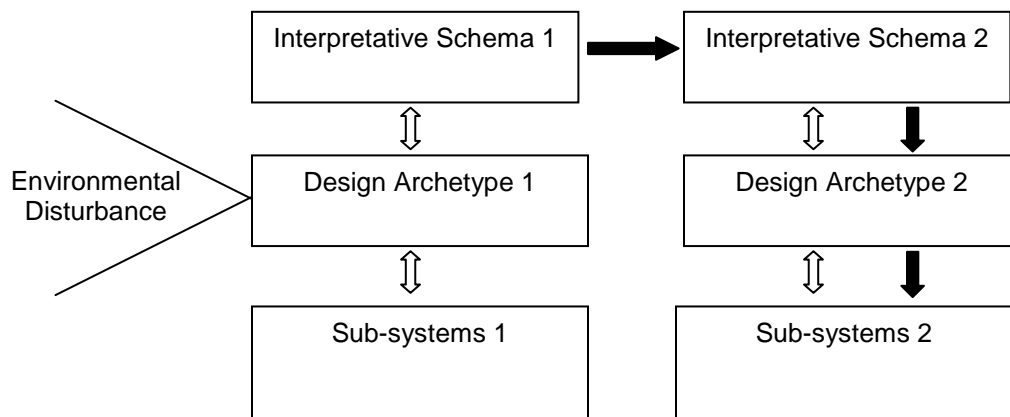 Interpretative Schema 1
Interpretative Schema 2
Environmental
Disturbance
Design Archetype 1
Design Archetype 2
Sub-systems 1
Sub-systems 2